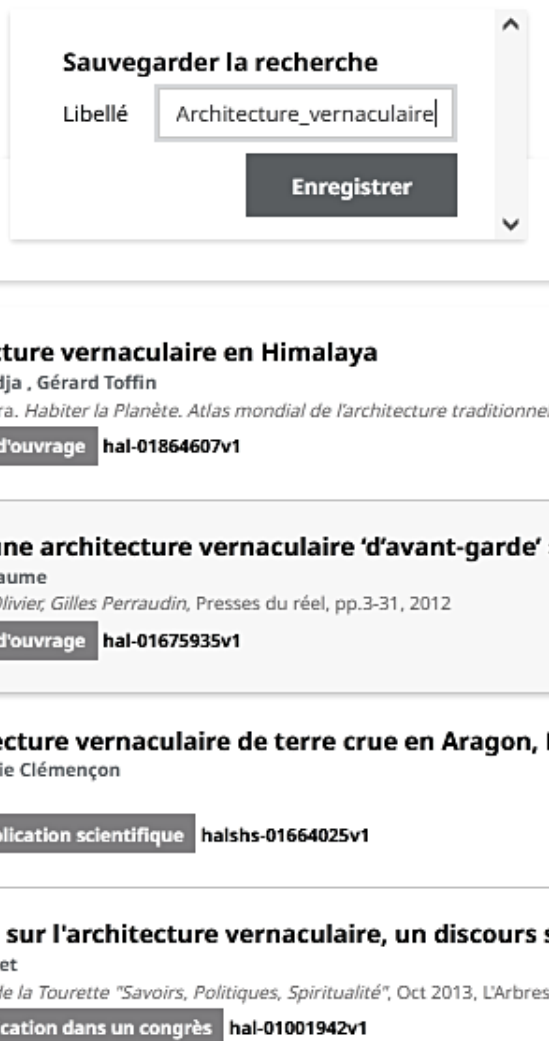 Sauvegarder la recherche
Libellé Architecture_vernaculaire
Enregistrer
cture vernaculaire en Himalaya
dja , Gérard Toffin
ra. Habiter la Planète. Atlas mondial de l'architecture traditionne
d'ouvrage hal-01864607v1
une architecture vernaculaire ‘d’avant-garde’
aume
Olivier, Gilles Perraudin, Presses du réel, pp.3-31, 2012
d'ouvrage hal-01675935v1
ecture vernaculaire de terre crue en Aragon,
ie Clémençon
lication scientifique halshs-01664025v1
sur l'architecture vernaculaire, un discours s
et
de la Tourette "Savoirs, Politiques, Spiritualité", Oct 2013, L'Arbres
cation dans un congrès hal-01001942v1